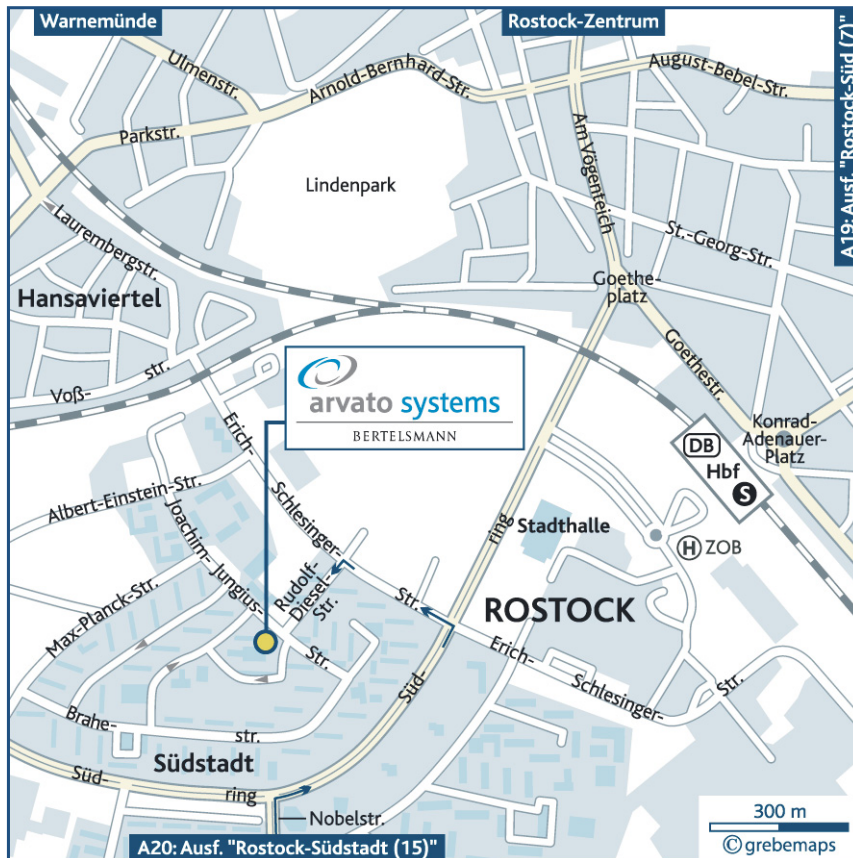 Warnemünde
Rostock-Zentrum
A19: Ausf. "Rostock-Süd (7)"
Ulmenstr.
Arnold-Bernhard-Str.
August-Bebel-Str.
Parkstr.
Am Vögenteich
Lindenpark
Laurembergstr.
St.-Georg-Str.
Hansaviertel
Goethe-
platz
Goethestr.
Voß-
str.
arvato systems
BERTELSMANN
Erich-
Schlesinger-
Str.
Konrad-
Adenauer-
Platz
DB
Hbf
S
Albert-Einstein-Str.
Joachim-
Jungius-
Str.
Rudolf-
Diesel-
Str.
ring
Stadthalle
H ZOB
Max-Planck-Str.
ROSTOCK
Erich-
Schlesinger-
Str.
Süd-
Brahe-
str.
Südstadt
Süd-
ring
Nobelstr.
A20: Ausf. "Rostock-Südstadt (15)"
300 m
© grebemaps